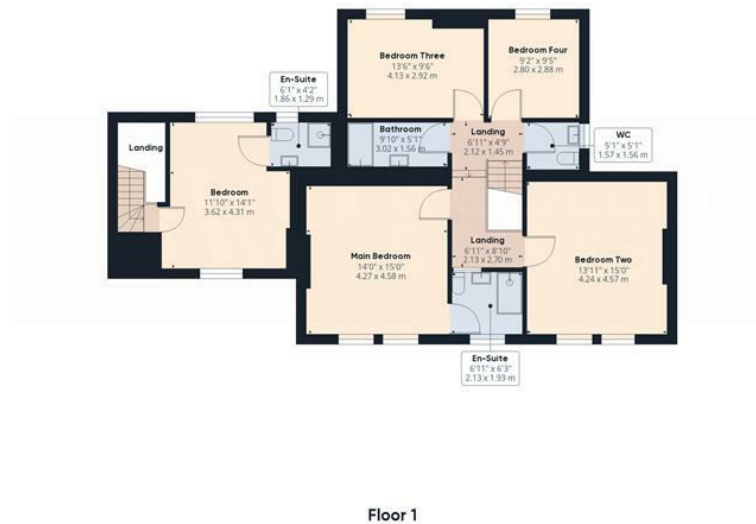 Bedroom Three
13'6" x 9'6"
4.13 x 2.92 m
Bedroom Four
9'2" x 9'5"
2.80 x 2.88 m
En-Suite
6'1" x 4'2"
1.86 x 1.29 m
Landing
Bathroom
9'10" x 5'1"
3.02 x 1.56 m
Landing
6'11" x 4'9"
2.12 x 1.45 m
WC
5'1" x 5'1"
1.57 x 1.56 m
Bedroom
11'10" x 14'1"
3.62 x 4.31 m
Main Bedroom
14'0" x 15'0"
4.27 x 4.58 m
Landing
6'11" x 8'10"
2.13 x 2.70 m
Bedroom Two
13'11" x 15'0"
4.24 x 4.57 m
En-Suite
6'11" x 6'3"
2.13 x 1.93 m
Floor 1